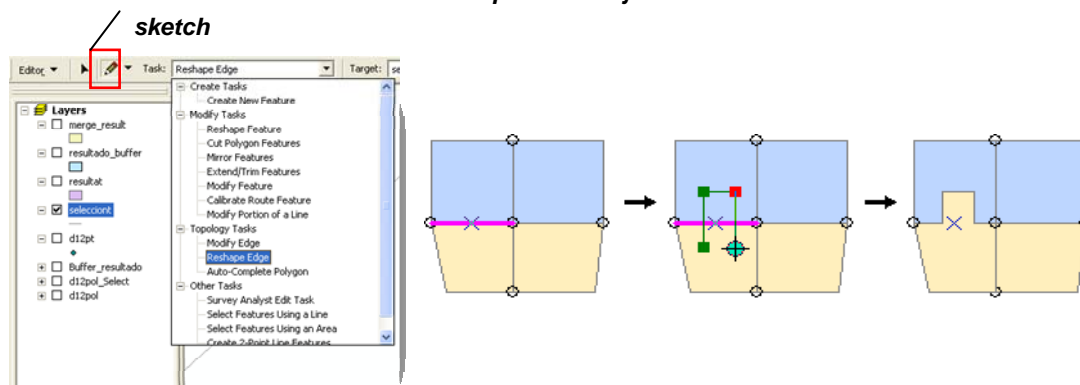 sketch
Editor
Task:
Reshape Edge
Target:
Create Tasks
Create New Feature
Modify Tasks
Reshape Feature
Cut Polygon Features
Mirror Features
Extend/Trim Features
Modify Feature
Calibrate Route Feature
Modify Portion of a Line
Topology Tasks
Modify Edge
Reshape Edge
Auto-Complete Polygon
Other Tasks
Survey Analyst Edit Task
Select Features Using a Line
Select Features Using an Area
Create 2-Point Line Features
Layers
merge_result
resultado_buffer
resultat
selecciont
d12pt
Buffer_resultado
d12pol_Select
d12pol